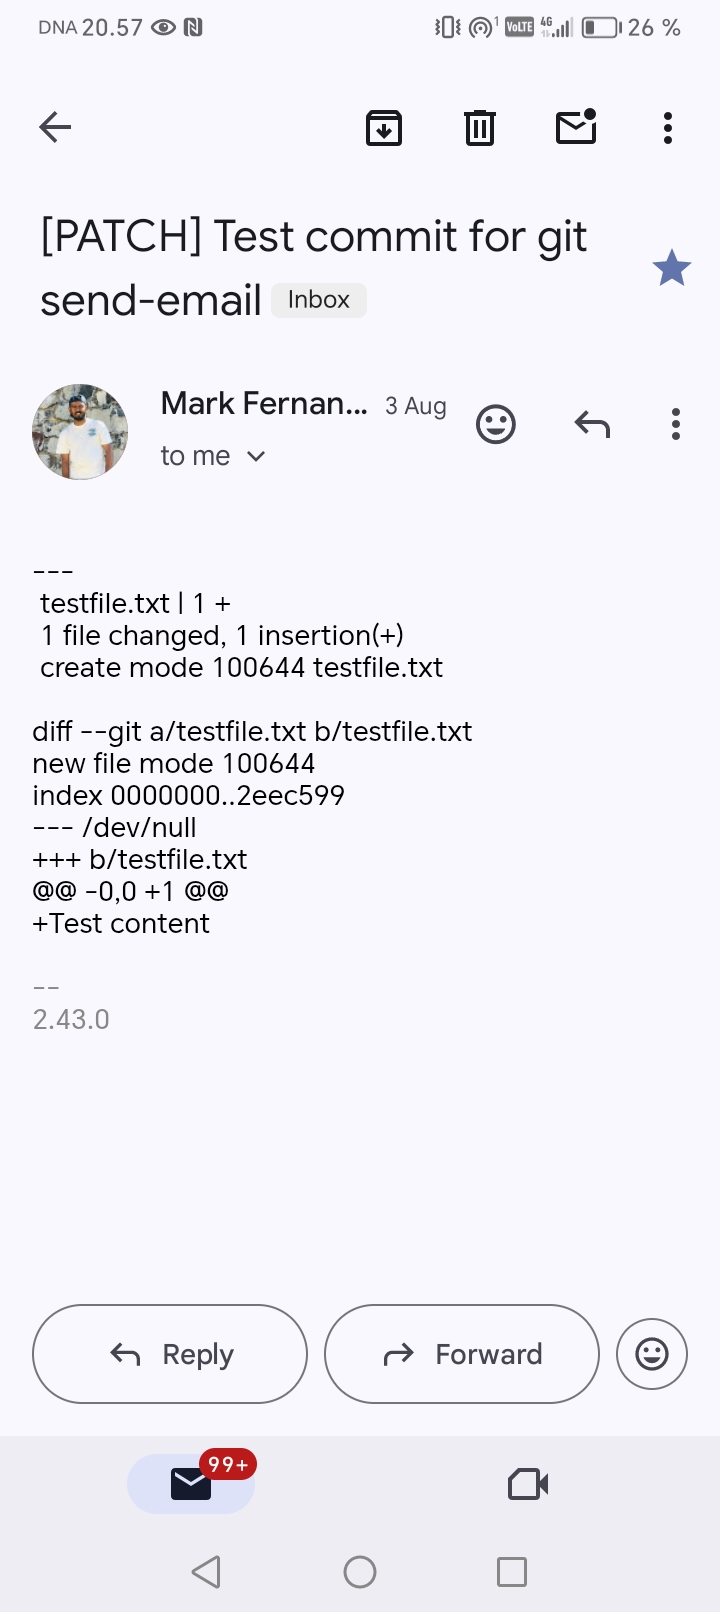 DNA 20.57 1 VoLTE 4G 26 %
[PATCH] Test commit for git
send-email Inbox
Mark Fernan... 3 Aug
to me
---
testfile.txt | 1 +
1 file changed, 1 insertion(+)
create mode 100644 testfile.txt
diff --git a/testfile.txt b/testfile.txt
new file mode 100644
index 0000000..2eec599
--- /dev/null
+++ b/testfile.txt
@@ -0,0 +1 @@
+Test content
--
2.43.0
Reply Forward
99+